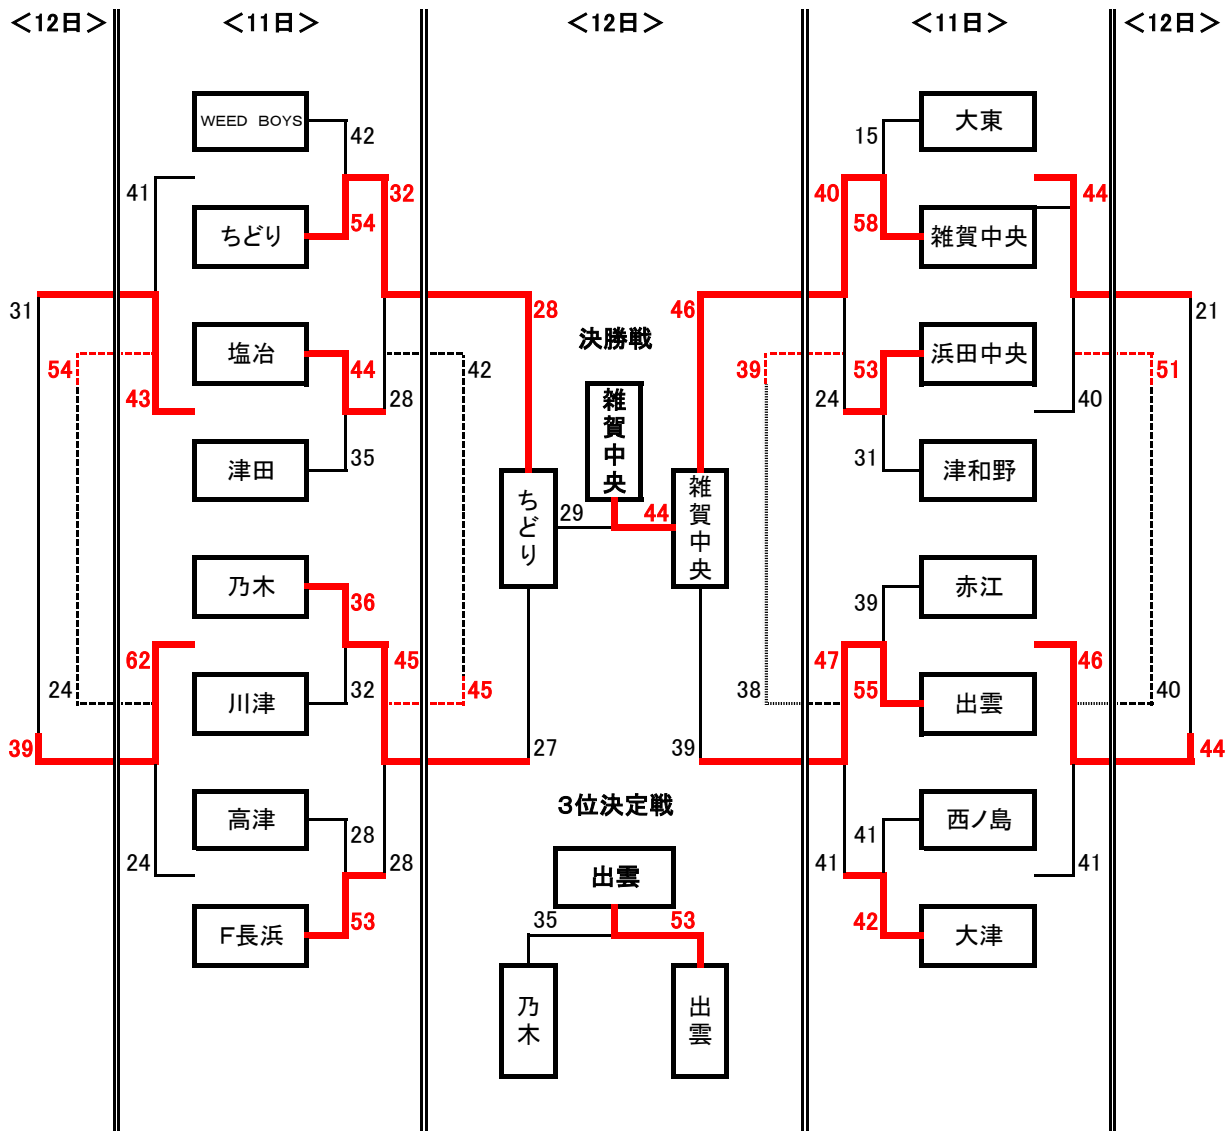 ＜12日＞ ＜11日＞ ＜12日＞ ＜11日＞ ＜12日＞
WEED BOYS
42
大東
15
41
32
40
44
ちどり
54
58
雑賀中央
31
28
46
21
決勝戦
54
塩冶
44
42
39
53
浜田中央
51
43
28
雑賀中央
24
40
津田
35
31
津和野
ちどり
29
44
雑賀中央
乃木
36
39
赤江
62
45
47
46
24
川津
32
45
38
55
出雲
40
39
27
39
44
3位決定戦
高津
28
41
西ノ島
24
28
41
41
出雲
F長浜
53
35
53
42
大津
乃木
出雲